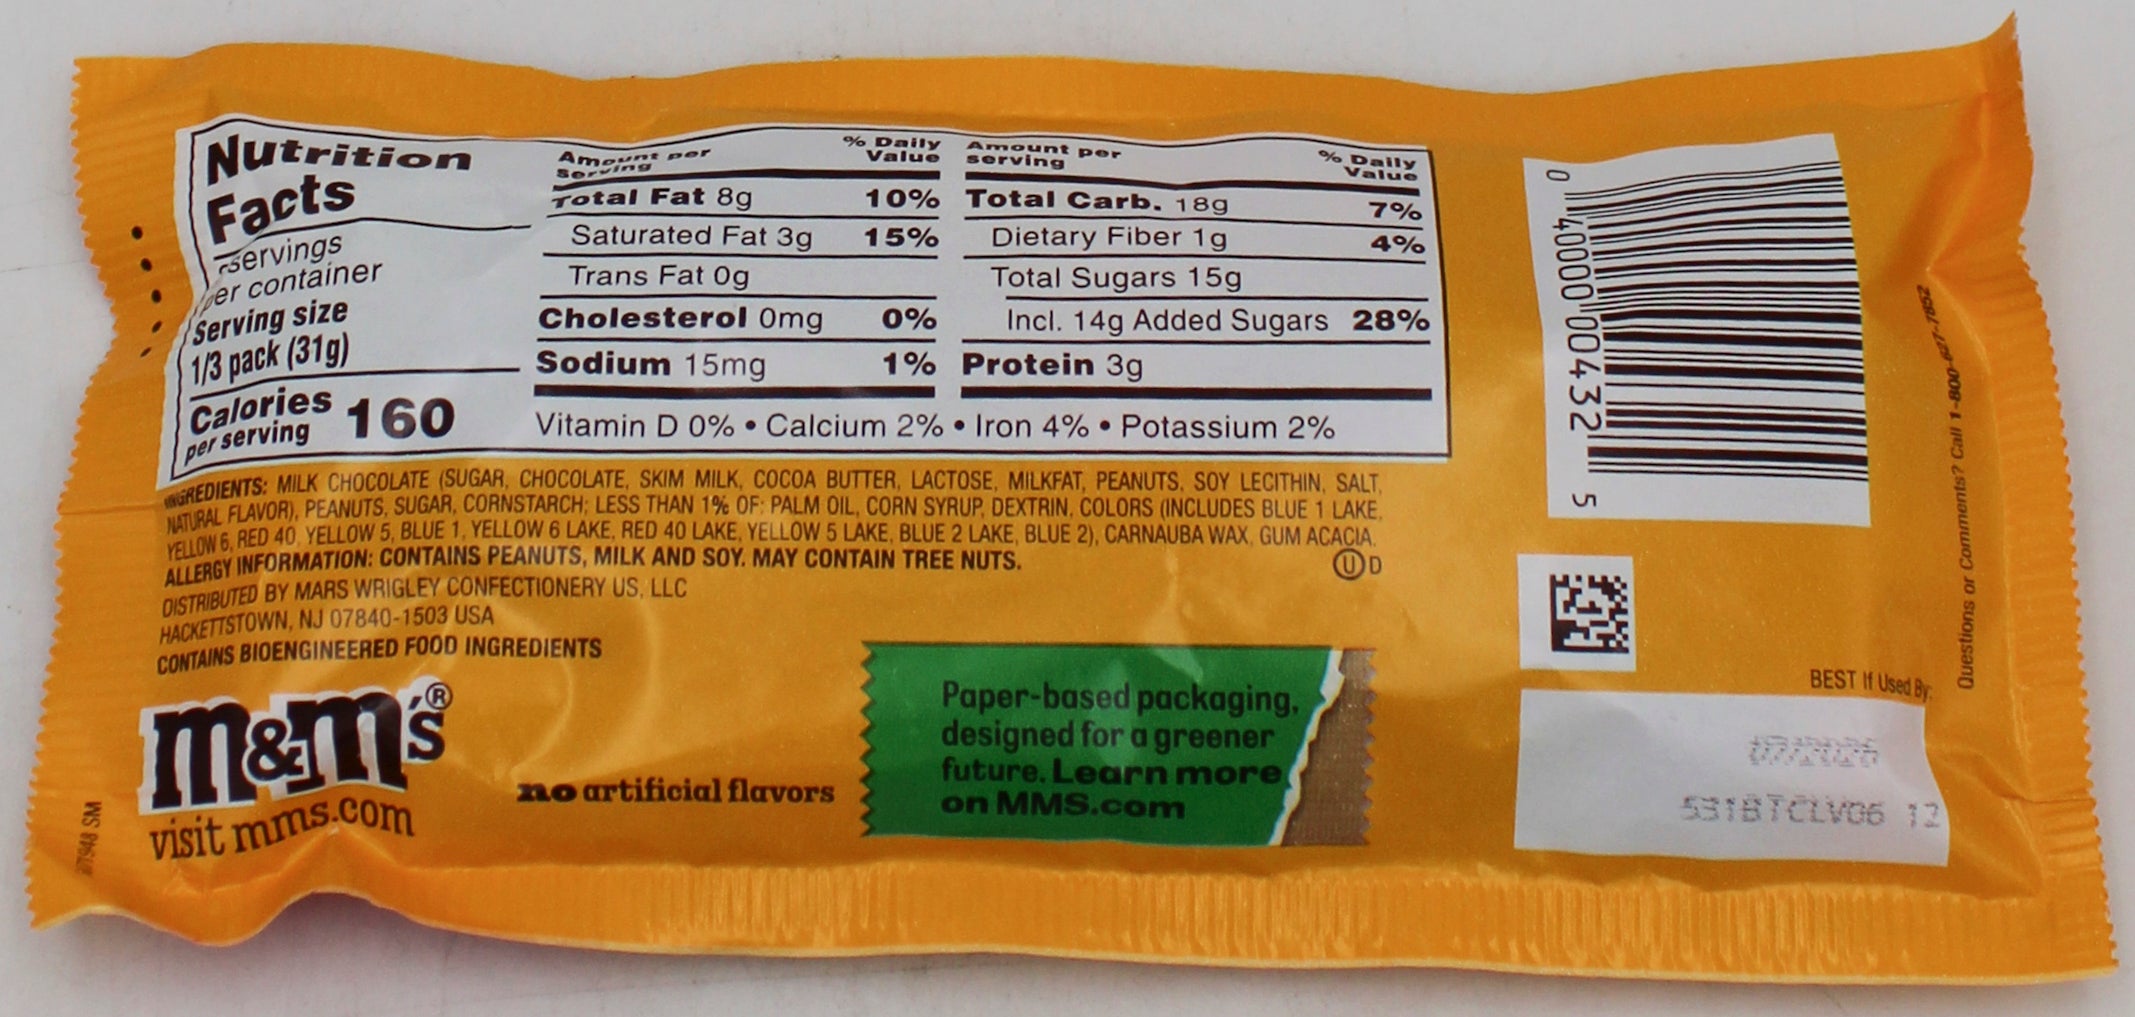 Nutrition
Facts
servings
per container
Serving size
1/3 pack (31g)
Calories
per serving 160
Amount per
Serving
% Daily
Value
Total Fat 8g 10%
Saturated Fat 3g 15%
Trans Fat 0g
Cholesterol 0mg 0%
Sodium 15mg 1%
Amount per
serving
% Daily
Value
Total Carb. 18g 7%
Dietary Fiber 1g 4%
Total Sugars 15g
Incl. 14g Added Sugars 28%
Protein 3g
Vitamin D 0% • Calcium 2% • Iron 4% • Potassium 2%
INGREDIENTS: MILK CHOCOLATE (SUGAR, CHOCOLATE, SKIM MILK, COCOA BUTTER, LACTOSE, MILKFAT, PEANUTS, SOY LECITHIN, SALT,
NATURAL FLAVOR), PEANUTS, SUGAR, CORNSTARCH; LESS THAN 1% OF: PALM OIL, CORN SYRUP, DEXTRIN, COLORS (INCLUDES BLUE 1 LAKE,
YELLOW 6, RED 40, YELLOW 5, BLUE 1, YELLOW 6 LAKE, RED 40 LAKE, YELLOW 5 LAKE, BLUE 2 LAKE, BLUE 2), CARNAUBA WAX, GUM ACACIA.
ALLERGY INFORMATION: CONTAINS PEANUTS, MILK AND SOY. MAY CONTAIN TREE NUTS.
Ⓤ D
DISTRIBUTED BY MARS WRIGLEY CONFECTIONERY US, LLC
HACKETTSTOWN, NJ 07840-1503 USA
CONTAINS BIOENGINEERED FOOD INGREDIENTS
m&m's®
visit mms.com
no artificial flavors
Paper-based packaging,
designed for a greener
future. Learn more
on MMS.com
0 40000 00432 5
Questions or Comments? Call 1-800-627-7852
BEST If Used By:
531BTCLV06 12